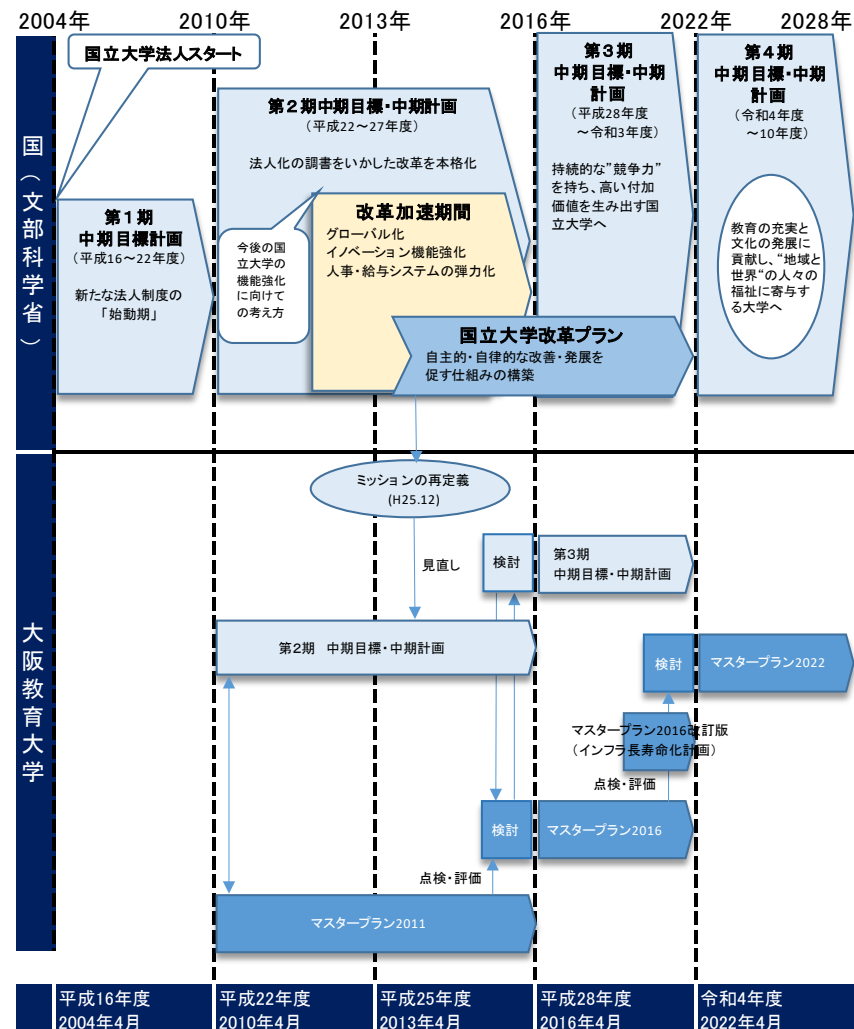 2004年
2010年
2013年
2016年
2022年
2028年
国立大学法人スタート
国（文部科学省）
第１期
中期目標計画
（平成16～22年度）
新たな法人制度の
「始動期」
第２期中期目標・中期計画
（平成22～27年度）
法人化の調書をいかした改革を本格化
今後の国
立大学の
機能強化
に向けて
の考え方
改革加速期間
グローバル化
イノベーション機能強化
人事・給与システムの弾力化
国立大学改革プラン
自主的・自律的な改善・発展を
促す仕組みの構築
第３期
中期目標・中期
計画
（平成28年度
～令和3年度）
持続的な”競争力”
を持ち、高い付加
価値を生み出す国
立大学へ
第４期
中期目標・中期
計画
（令和4年度
～10年度）
教育の充実と
文化の発展に
貢献し、“地域と
世界“の人々の
福祉に寄与す
る大学へ
大阪教育大学
ミッションの再定義
(H25.12)
見直し
検討
第３期
中期目標・中期計画
第２期　中期目標・中期計画
検討
マスタープラン2022
マスタープラン2016改訂版
（インフラ長寿命化計画）
点検・評価
検討
マスタープラン2016
点検・評価
マスタープラン2011
平成16年度
2004年4月
平成22年度
2010年4月
平成25年度
2013年4月
平成28年度
2016年4月
令和4年度
2022年4月